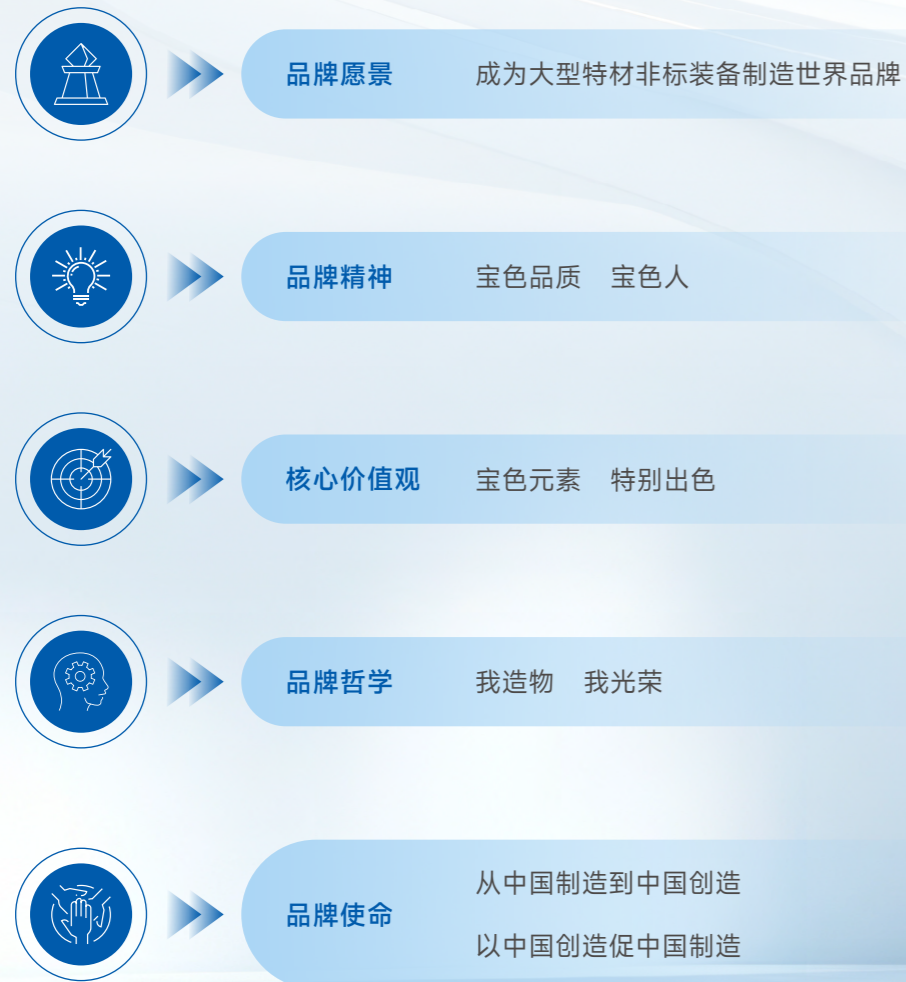 品牌愿景 成为大型特材非标装备制造世界品牌
品牌精神 宝色品质 宝色人
核心价值观 宝色元素 特别出色
品牌哲学 我造物 我光荣
品牌使命
从中国制造到中国创造
以中国创造促中国制造